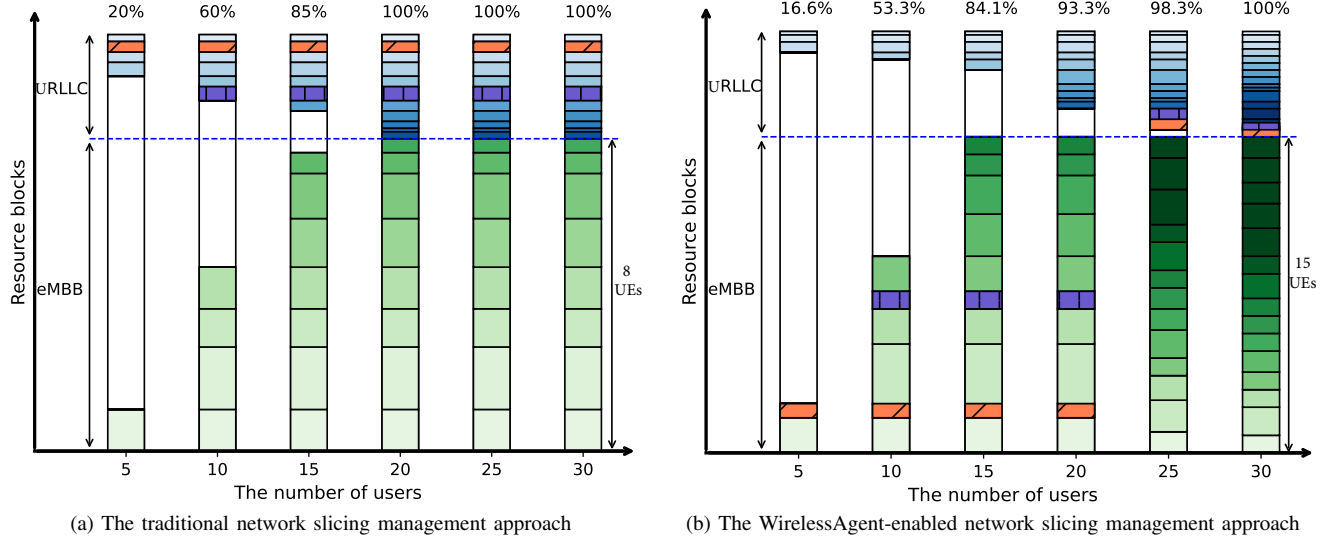 20% 60% 85% 100% 100% 100%
URLLC
eMBB
Resource blocks
8
UEs
5 10 15 20 25 30
The number of users
(a) The traditional network slicing management approach
16.6% 53.3% 84.1% 93.3% 98.3% 100%
URLLC
eMBB
Resource blocks
15
UEs
5 10 15 20 25 30
The number of users
(b) The WirelessAgent-enabled network slicing management approach